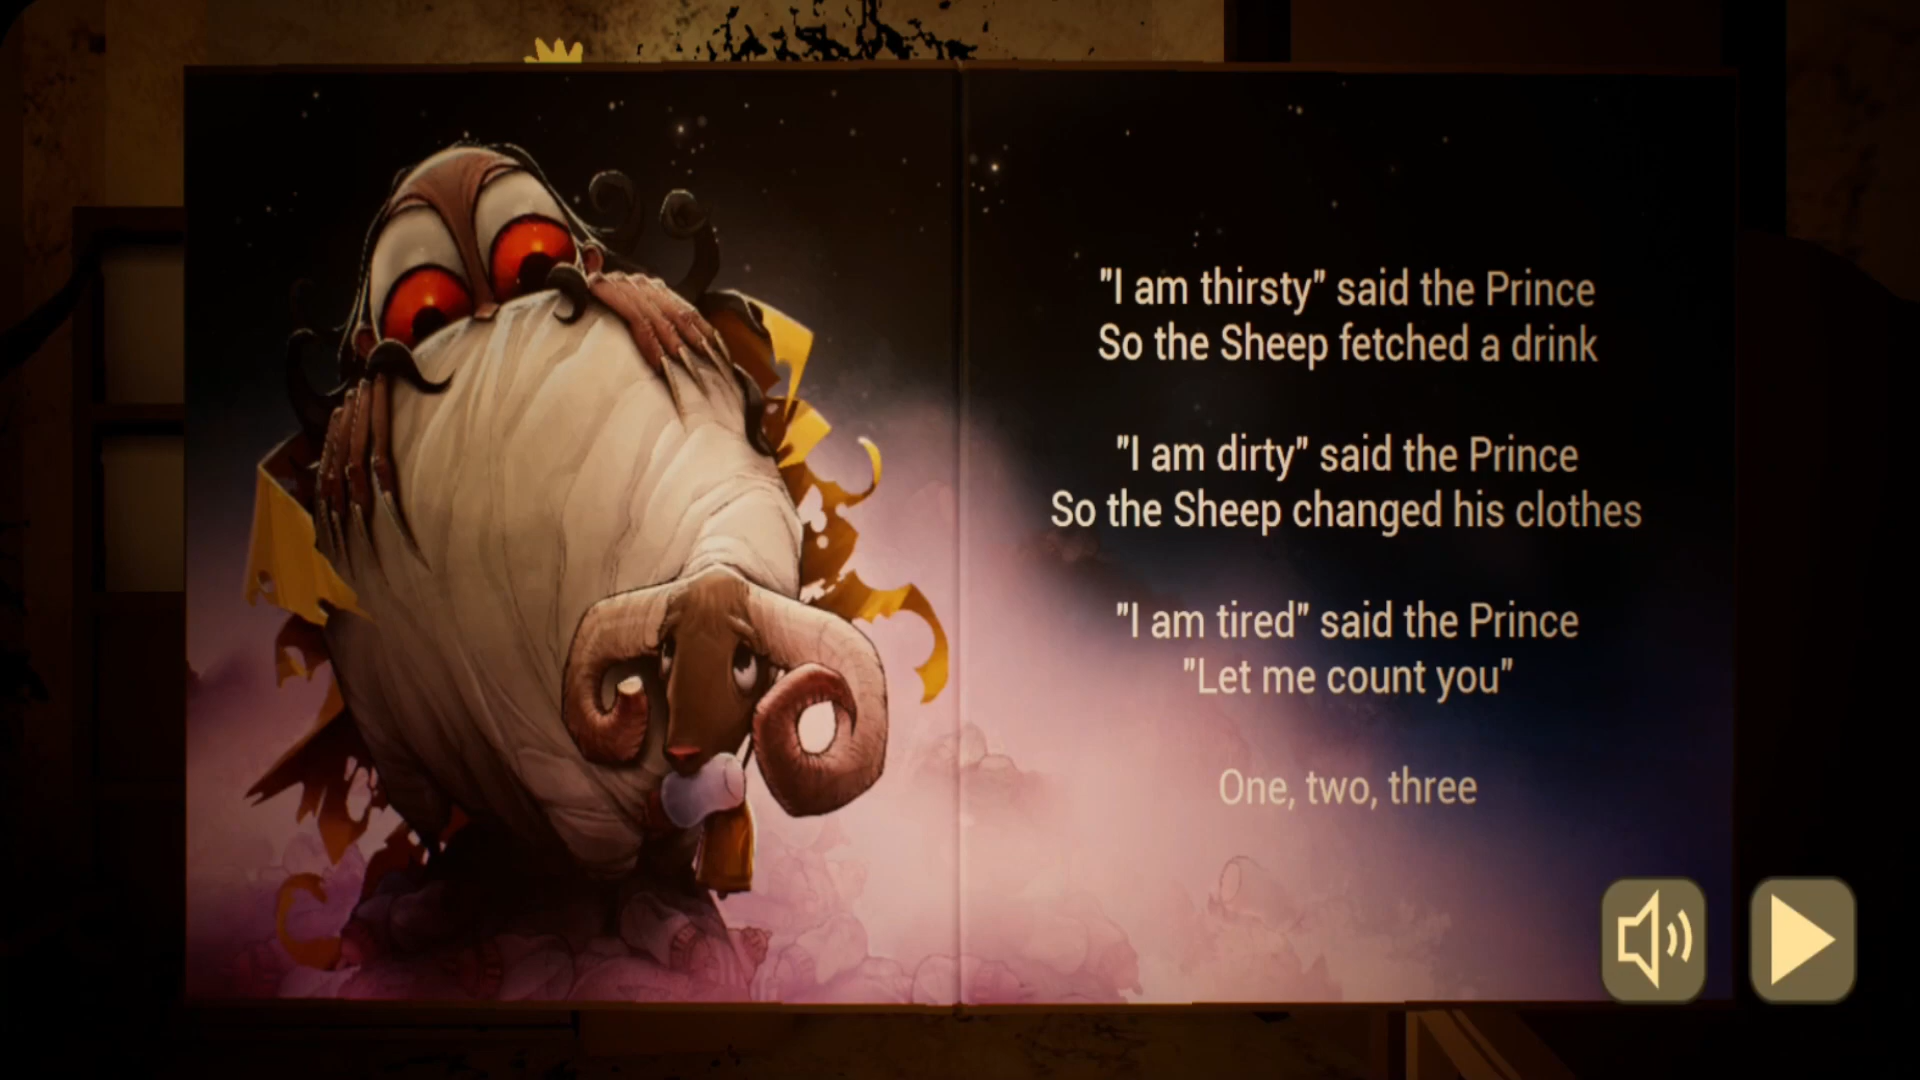 "I am thirsty" said the Prince
So the Sheep fetched a drink
"I am dirty" said the Prince
So the Sheep changed his clothes
"I am tired" said the Prince
"Let me count you"
One, two, three